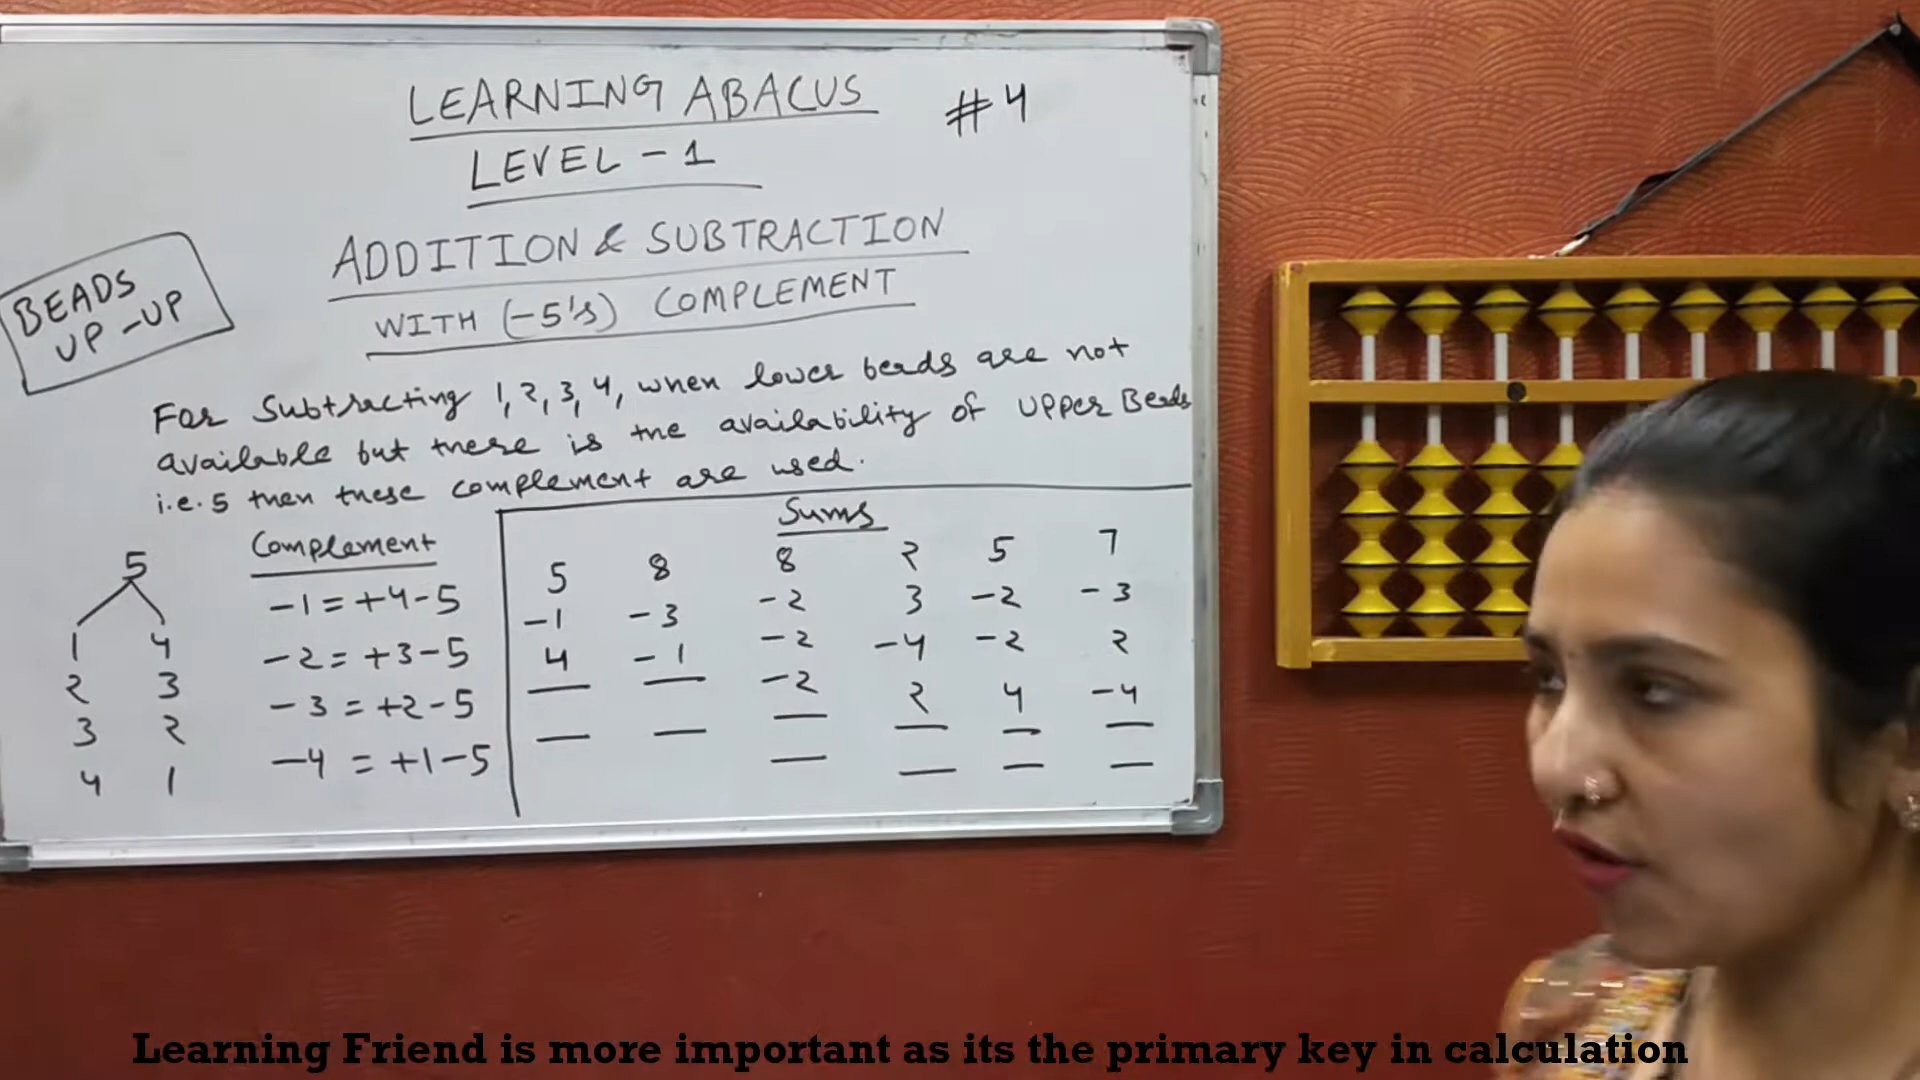 LEARNING ABACUS #4
LEVEL - 1
ADDITION & SUBTRACTION
WITH (-5's) COMPLEMENT
BEADS
UP - UP
For Subtracting 1, 2, 3, 4, when lower beads are not
available but there is the availability of UPPer Beads
i.e. 5 then these complement are used.
5
1 4
2 3
3 2
4 1
Complement
-1 = +4 -5
-2 = +3 -5
-3 = +2 -5
-4 = +1 -5
Sums
5 8 8 2 5 7
-1 -3 -2 3 -2 -3
4 -1 -2 -4 -2 2
-2 2 4 -4
Learning Friend is more important as its the primary key in calculation